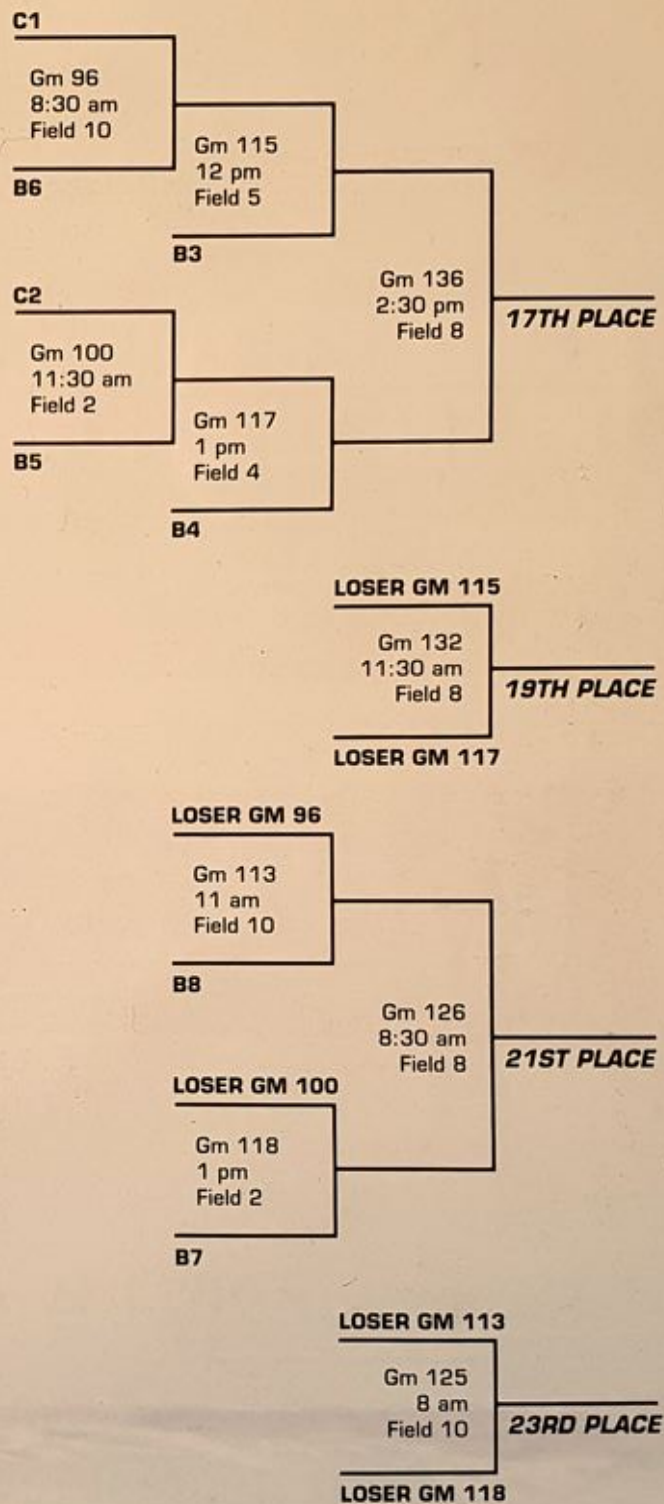 C1
Gm 96
8:30 am
Field 10
B6
Gm 115
12 pm
Field 5
B3
C2
Gm 100
11:30 am
Field 2
B5
Gm 117
1 pm
Field 4
B4
Gm 136
2:30 pm
Field 8
17TH PLACE
LOSER GM 115
Gm 132
11:30 am
Field 8
19TH PLACE
LOSER GM 117
LOSER GM 96
Gm 113
11 am
Field 10
B8
Gm 126
8:30 am
Field 8
21ST PLACE
LOSER GM 100
Gm 118
1 pm
Field 2
B7
LOSER GM 113
Gm 125
8 am
Field 10
23RD PLACE
LOSER GM 118